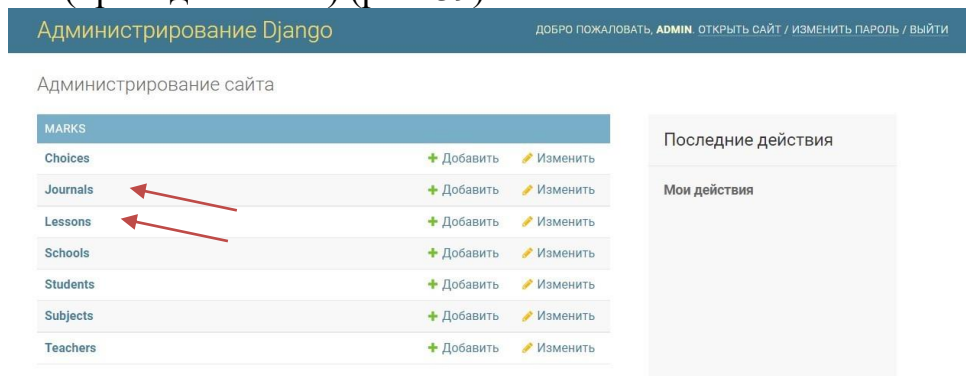 Администрирование Django
ДОБРО ПОЖАЛОВАТЬ, ADMIN. ОТКРЫТЬ САЙТ / ИЗМЕНИТЬ ПАРОЛЬ / ВЫЙТИ
Администрирование сайта
MARKS
Choices + Добавить Изменить
Journals + Добавить Изменить
Lessons + Добавить Изменить
Schools + Добавить Изменить
Students + Добавить Изменить
Subjects + Добавить Изменить
Teachers + Добавить Изменить
Последние действия
Мои действия